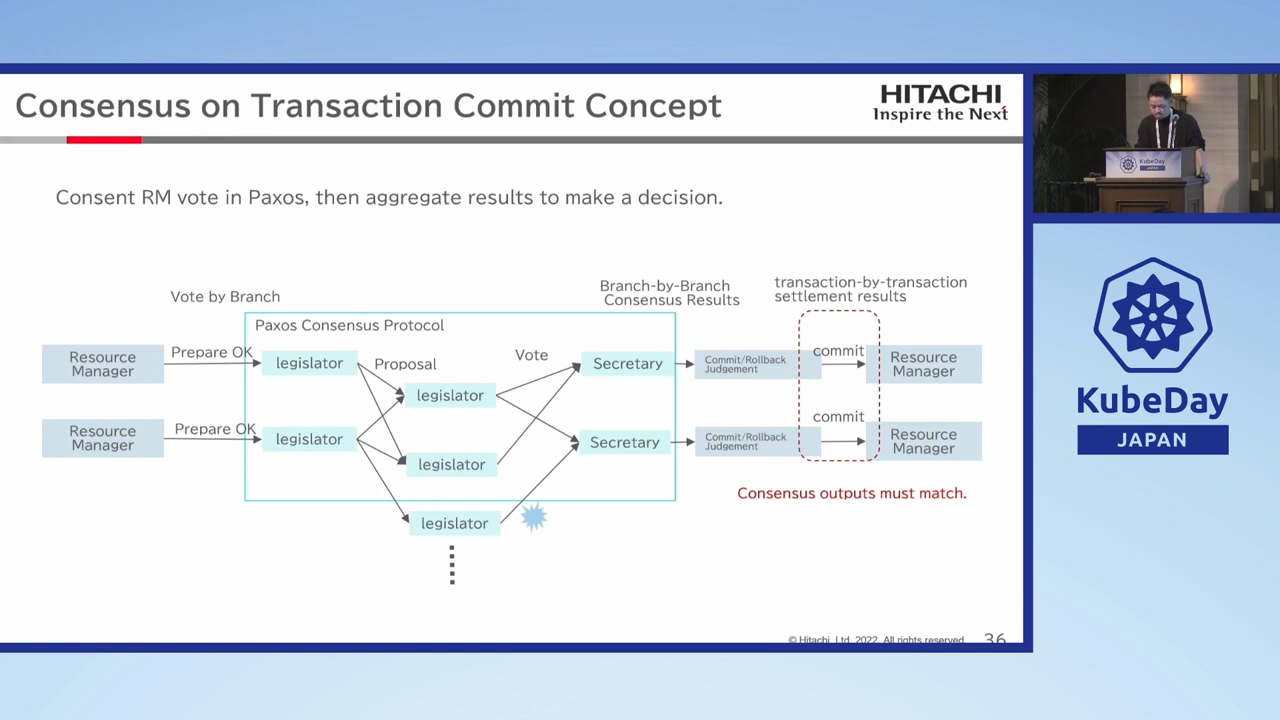 Consensus on Transaction Commit Concept
HITACHI
Inspire the Next
Consent RM vote in Paxos, then aggregate results to make a decision.
Vote by Branch
Branch-by-Branch
Consensus Results
transaction-by-transaction
settlement results
Paxos Consensus Protocol
Resource
Manager
Prepare OK
legislator
Proposal
Vote
Secretary
Commit/Rollback
Judgement
commit
Resource
Manager
legislator
Resource
Manager
Prepare OK
legislator
Secretary
Commit/Rollback
Judgement
commit
Resource
Manager
legislator
Consensus outputs must match.
legislator
© Hitachi, Ltd. 2022. All rights reserved.
36
KubeDay
KubeDay
JAPAN